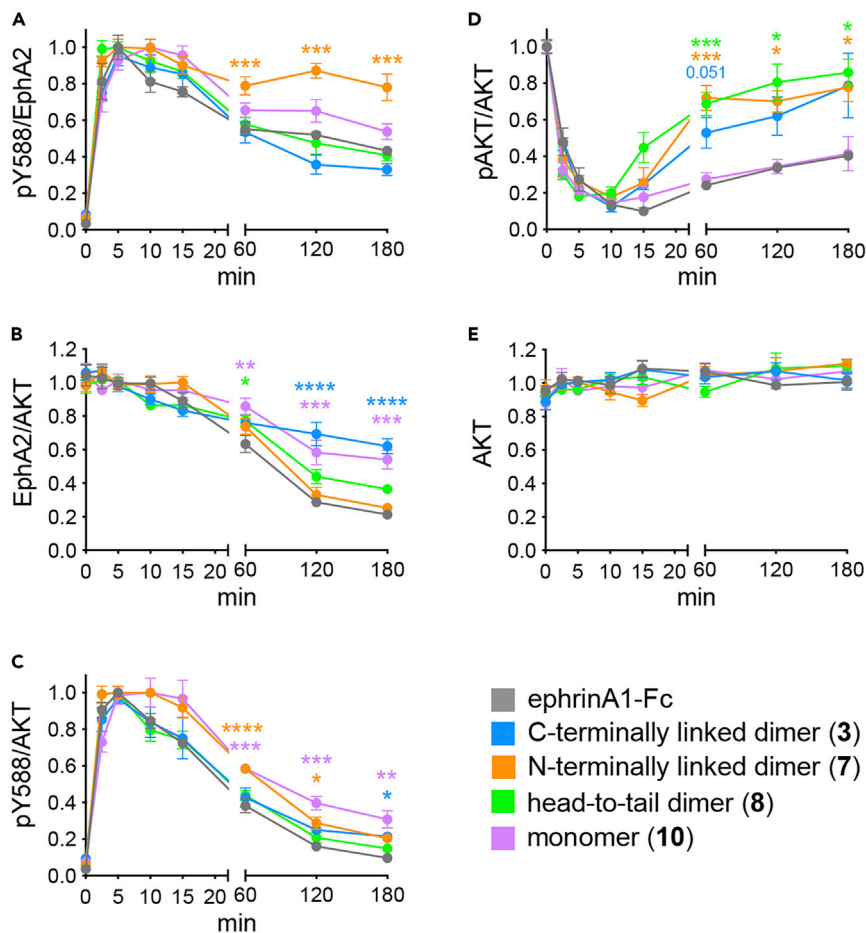 A
pY588/EphA2
1.0
0.8
0.6
0.4
0.2
0.0
*** *** ***
0 5 10 15 20 60 120 180
min
B
EphA2/AKT
1.2
1.0
0.8
0.6
0.4
0.2
0.0
**
*
****
***
****
***
0 5 10 15 20 60 120 180
min
C
pY588/AKT
1.0
0.8
0.6
0.4
0.2
0.0
****
***
***
*
**
*
0 5 10 15 20 60 120 180
min
D
pAKT/AKT
1.0
0.8
0.6
0.4
0.2
0.0
***
***
0.051
*
*
*
*
0 5 10 15 20 60 120 180
min
E
AKT
1.2
1.0
0.8
0.6
0.4
0.2
0.0
0 5 10 15 20 60 120 180
min
ephrinA1-Fc
C-terminally linked dimer (3)
N-terminally linked dimer (7)
head-to-tail dimer (8)
monomer (10)